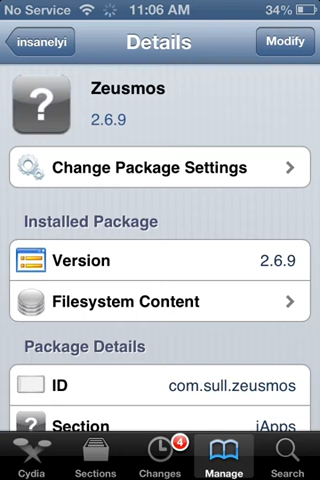 No Service 11:06 AM 34%
insanelyi Details Modify
Zeusmos
2.6.9
Change Package Settings
Installed Package
Version 2.6.9
Filesystem Content
Package Details
ID com.sull.zeusmos
Section iApps
4
Cydia Sections Changes Manage Search